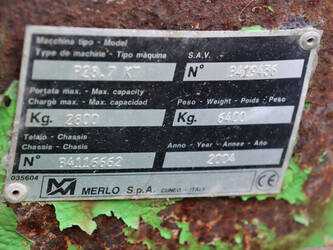 Macchina tipo - Model
Type de machine - Tipo máquina
S.A.V.
P28.7 KT
N°
Portata max. - Max. capacity
Charge max. - Max. capacidad
Peso - Weight - Poids - Peso
Kg. 2800
Kg. 6400
Telaio - Chassis
Chassis - Chasis
Anno - Year - Année - Año
N° B4116662
2004
035604
MERLO S.p.A. CUNEO - ITALY
CE